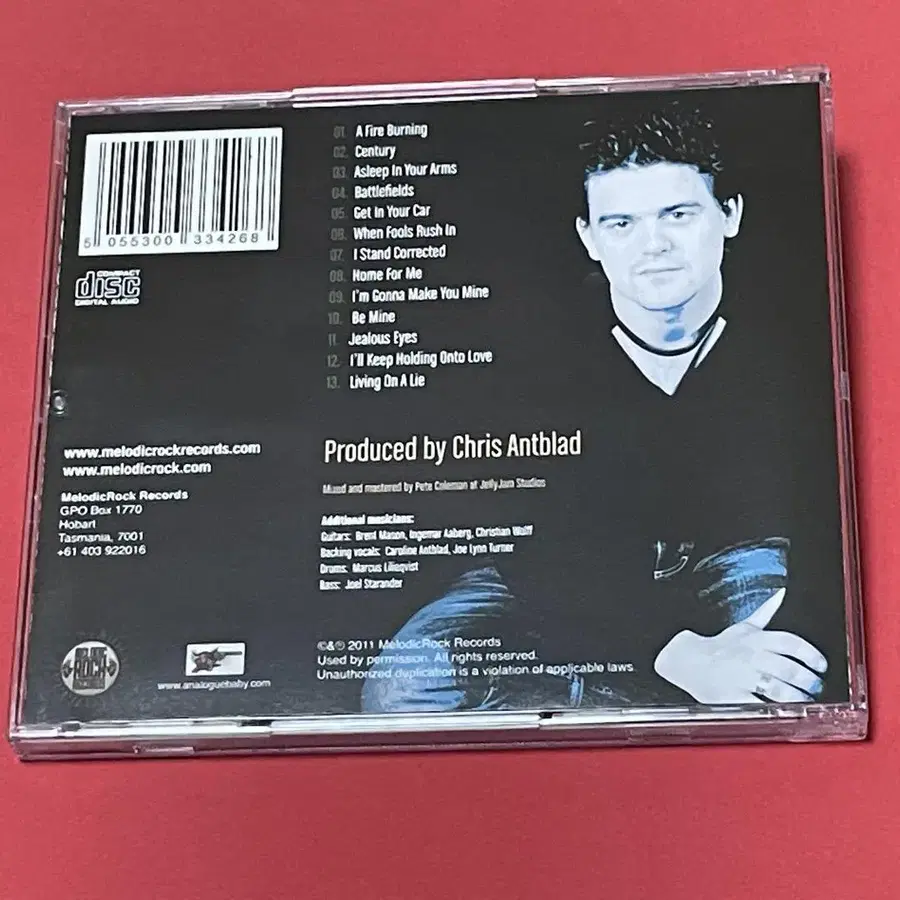 5 055300 334268
COMPACT
disc
DIGITAL AUDIO
01. A Fire Burning
02. Century
03. Asleep In Your Arms
04. Battlefields
05. Get In Your Car
06. When Fools Rush In
07. I Stand Corrected
08. Home For Me
09. I'm Gonna Make You Mine
10. Be Mine
11. Jealous Eyes
12. I'll Keep Holding Onto Love
13. Living On A Lie
www.melodicrockrecords.com
www.melodicrock.com
MelodicRock Records
GPO Box 1770
Hobart
Tasmania, 7001
+61 403 922016
Produced by Chris Antblad
Mixed and mastered by Pete Coleman at JellyJam Studios
Additional musicians:
Guitars: Brent Mason, Ingemar Aaberg, Christian Wolff
Backing vocals: Caroline Antblad, Joe Lynn Turner
Drums: Marcus Liliequist
Bass: Joel Starander
©&℗ 2011 MelodicRock Records
Used by permission. All rights reserved.
Unauthorized duplication is a violation of applicable laws
MELODIC
ROCK
www.analoguebaby.com